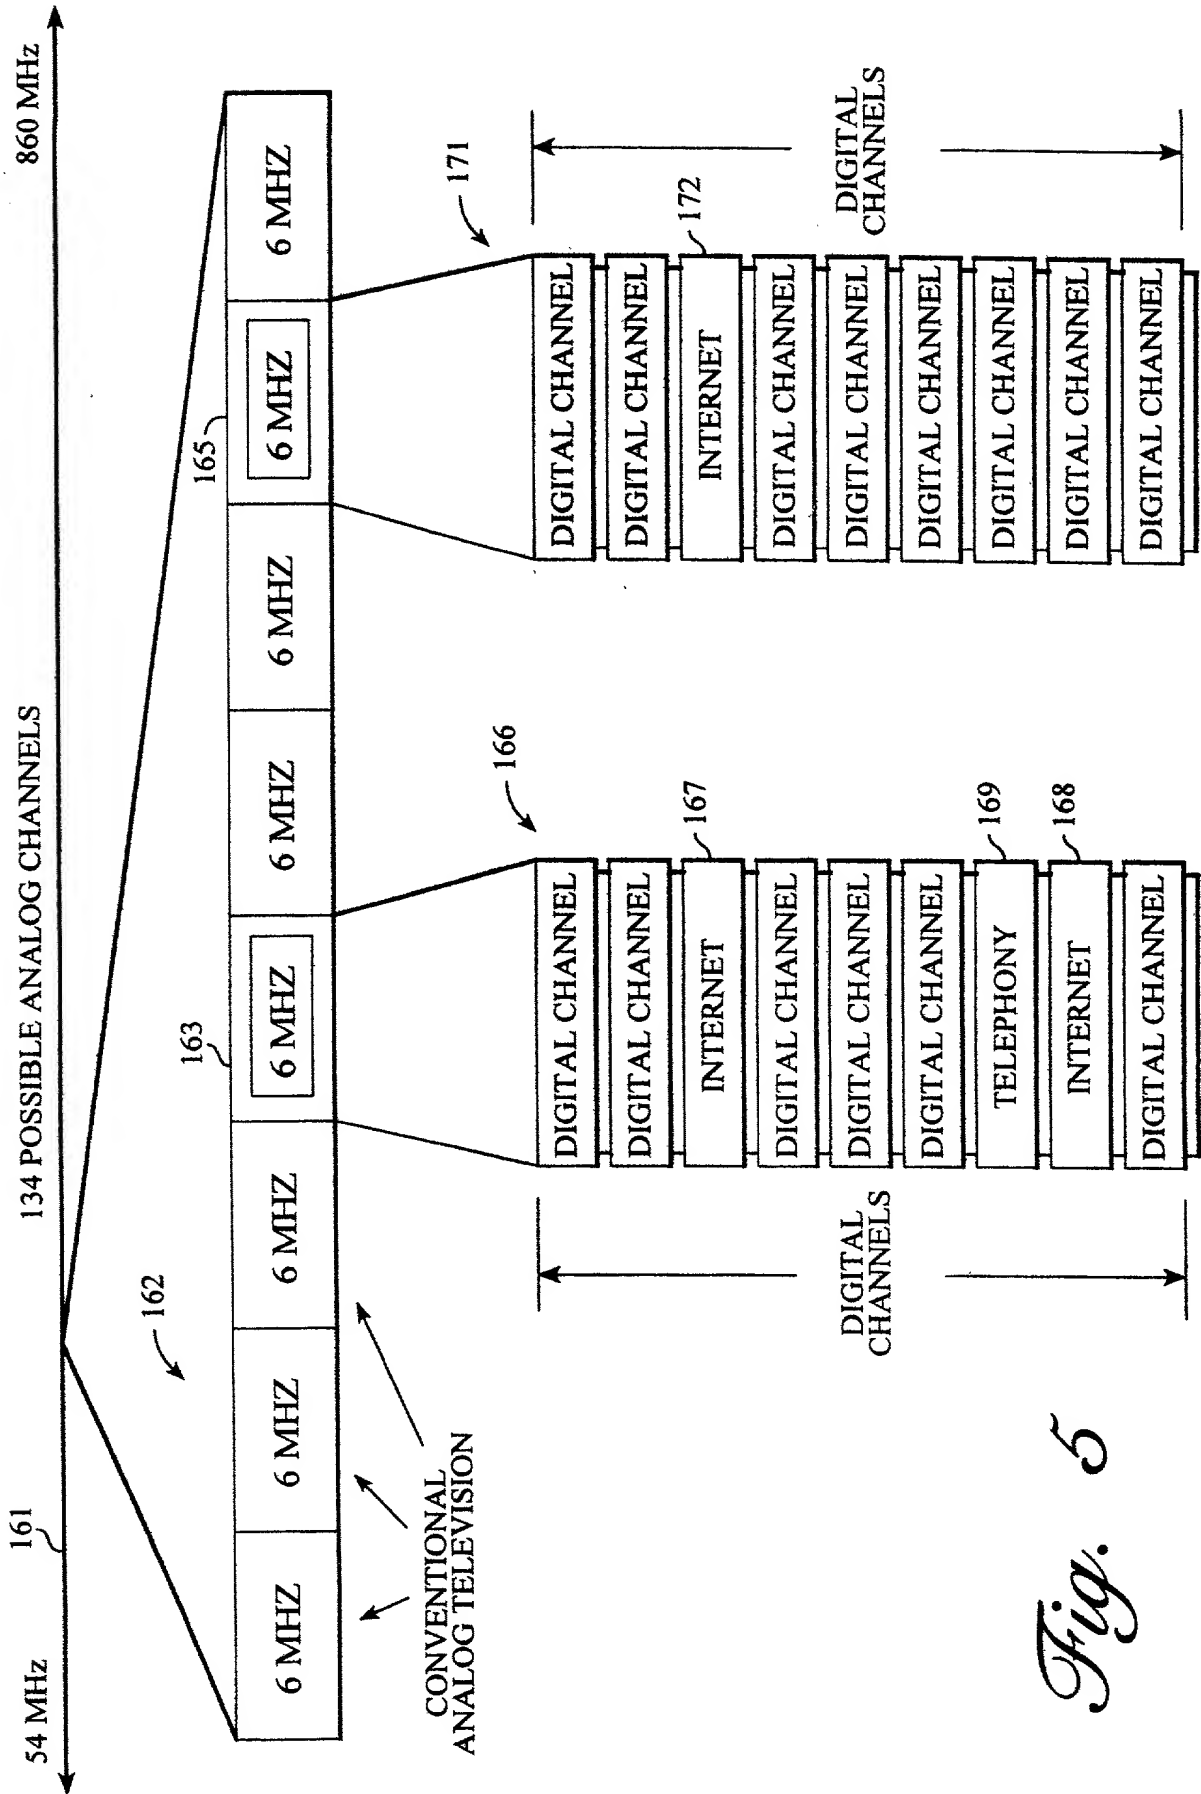 54 MHz
161
134 POSSIBLE ANALOG CHANNELS
860 MHz
162
163
165
6 MHZ
6 MHZ
6 MHZ
6 MHZ
6 MHZ
6 MHZ
6 MHZ
6 MHZ
CONVENTIONAL
ANALOG TELEVISION
166
171
DIGITAL CHANNEL
DIGITAL CHANNEL
INTERNET
167
DIGITAL CHANNEL
DIGITAL CHANNEL
DIGITAL CHANNEL
TELEPHONY
169
INTERNET
168
DIGITAL CHANNEL
DIGITAL
CHANNELS
DIGITAL CHANNEL
DIGITAL CHANNEL
INTERNET
172
DIGITAL CHANNEL
DIGITAL CHANNEL
DIGITAL CHANNEL
DIGITAL CHANNEL
DIGITAL CHANNEL
DIGITAL CHANNEL
DIGITAL
CHANNELS
Fig. 5